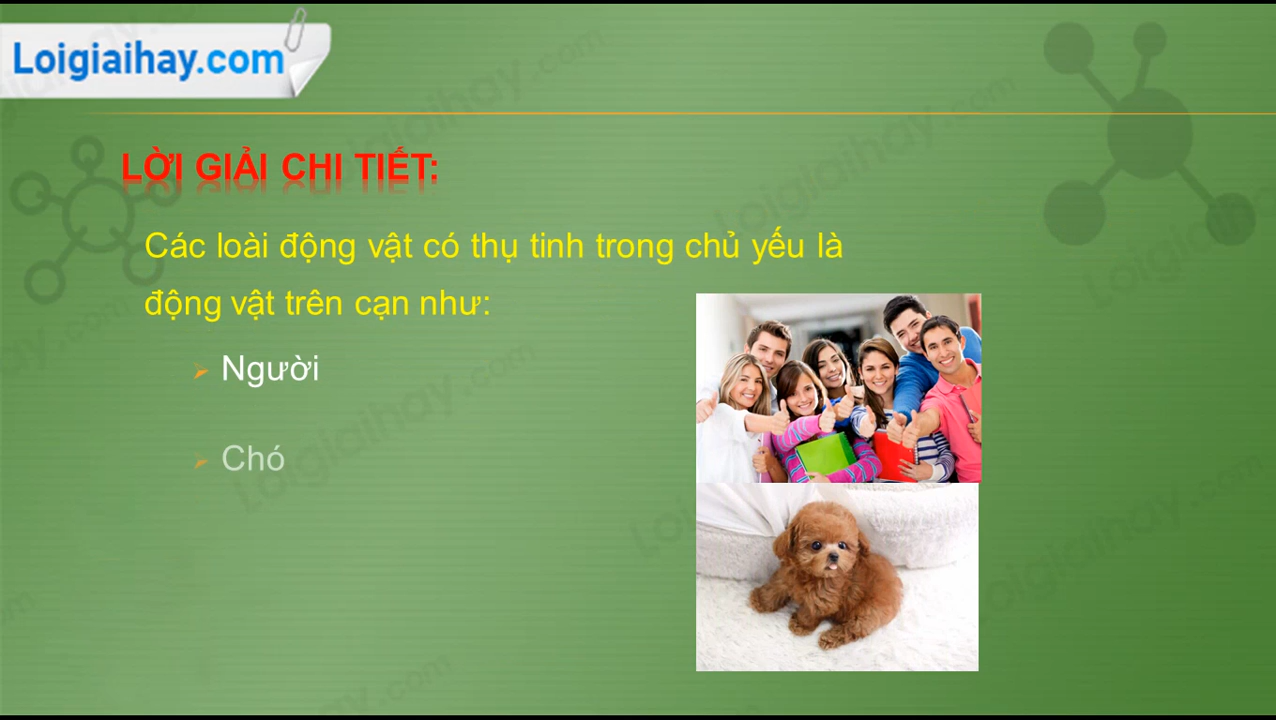 Loigiaihay.com
LỜI GIẢI CHI TIẾT:
Các loài động vật có thụ tinh trong chủ yếu là
động vật trên cạn như:
Người
Chó